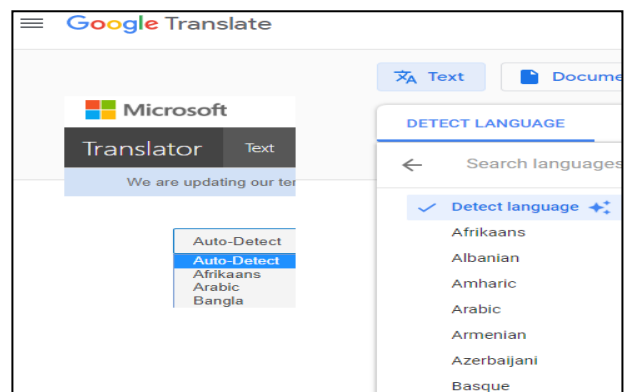 Google Translate
Text
Docume
Microsoft
Translator
Text
We are updating our ter
Auto-Detect
Auto-Detect
Afrikaans
Arabic
Bangla
DETECT LANGUAGE
Search languages
Detect language
Afrikaans
Albanian
Amharic
Arabic
Armenian
Azerbaijani
Basque